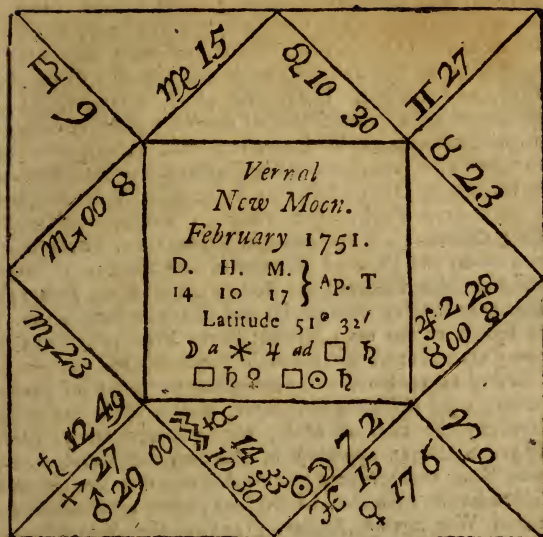 ♎ 9
♍ 15
♌ 10 30
♊ 27
♉ 23
♏ 00 8
Vernal
New Moon.
February 1751.
D. H. M. } Ap. T
14 10 17
Latitude 51° 32′
☽ a ⚹ ♃ ad □ ♄
□ ♄ ♀ □ ☉ ♄
♃ 2 28
♉ 00 8
♏ 23
♄ 12 49
♐ 27
♂ 29 00
14 33
♒ 10 30
☉ ☽ 7 2
♓ 15
♀ 17 6
♈ 9